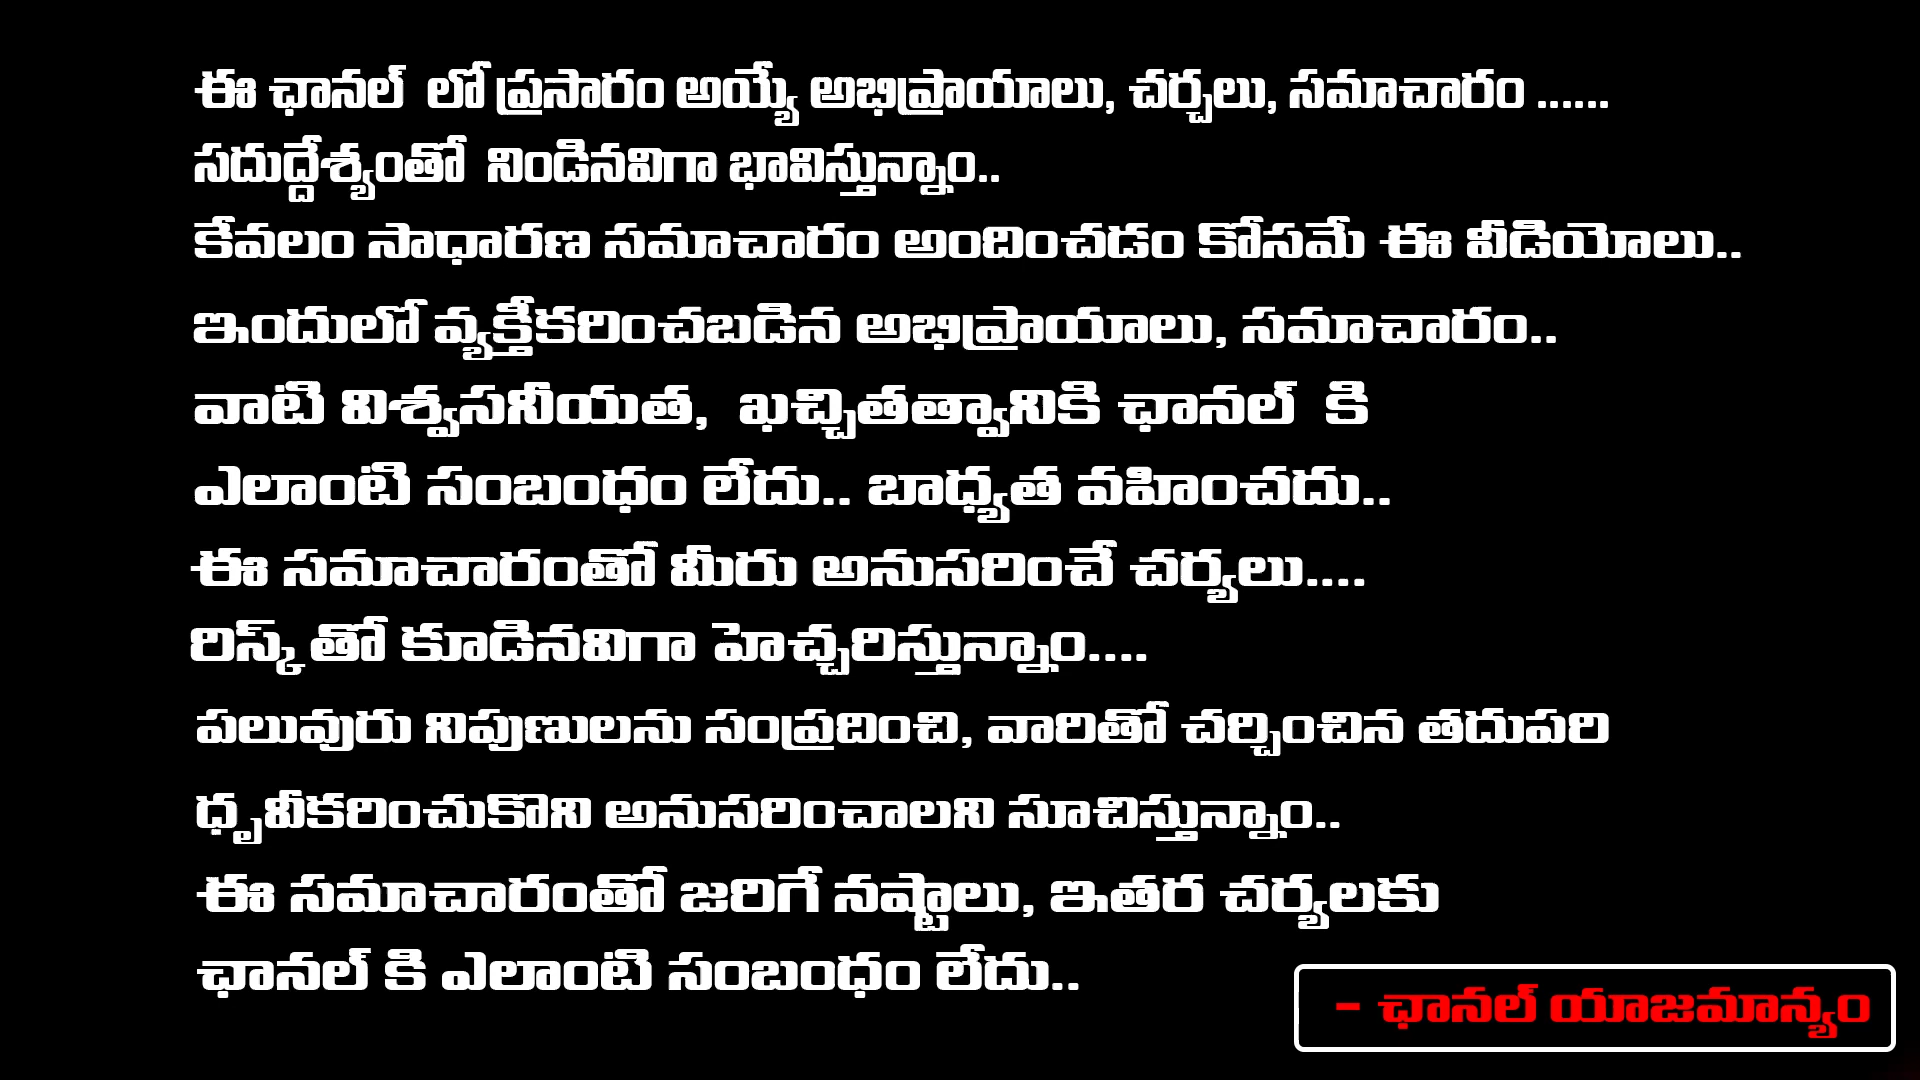 ఈ ఛానల్ లో ప్రసారం అయ్యే అభిప్రాయాలు, చర్చలు, సమాచారం ......
సదుద్దేశ్యంతో నిండినవిగా భావిస్తున్నాం..
కేవలం సాధారణ సమాచారం అందించడం కోసమే ఈ వీడియోలు..
ఇందులో వ్యక్తీకరించబడిన అభిప్రాయాలు, సమాచారం..
వాటి విశ్వసనీయత, ఖచ్చితత్వానికి ఛానల్ కి
ఎలాంటి సంబంధం లేదు.. బాధ్యత వహించదు..
ఈ సమాచారంతో మీరు అనుసరించే చర్యలు....
రిస్క్ తో కూడినవిగా హెచ్చరిస్తున్నాం....
పలువురు నిపుణులను సంప్రదించి, వారితో చర్చించిన తదుపరి
ధృవీకరించుకొని అనుసరించాలని సూచిస్తున్నాం..
ఈ సమాచారంతో జరిగే నష్టాలు, ఇతర చర్యలకు
ఛానల్ కి ఎలాంటి సంబంధం లేదు..
- ఛానల్ యాజమాన్యం